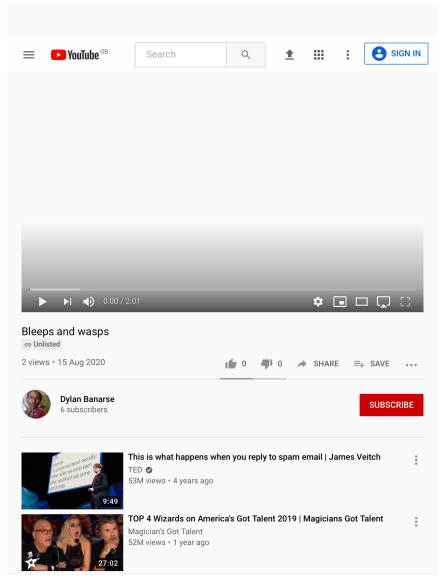 YouTube GB
Search
SIGN IN
0:00 / 2:01
Bleeps and wasps
Unlisted
2 views • 15 Aug 2020
0
0
SHARE
SAVE
Dylan Banarse
6 subscribers
SUBSCRIBE
This is what happens when you reply to spam email | James Veitch
TED
53M views • 4 years ago
9:49
TOP 4 Wizards on America's Got Talent 2019 | Magicians Got Talent
Magician's Got Talent
52M views • 1 year ago
27:02